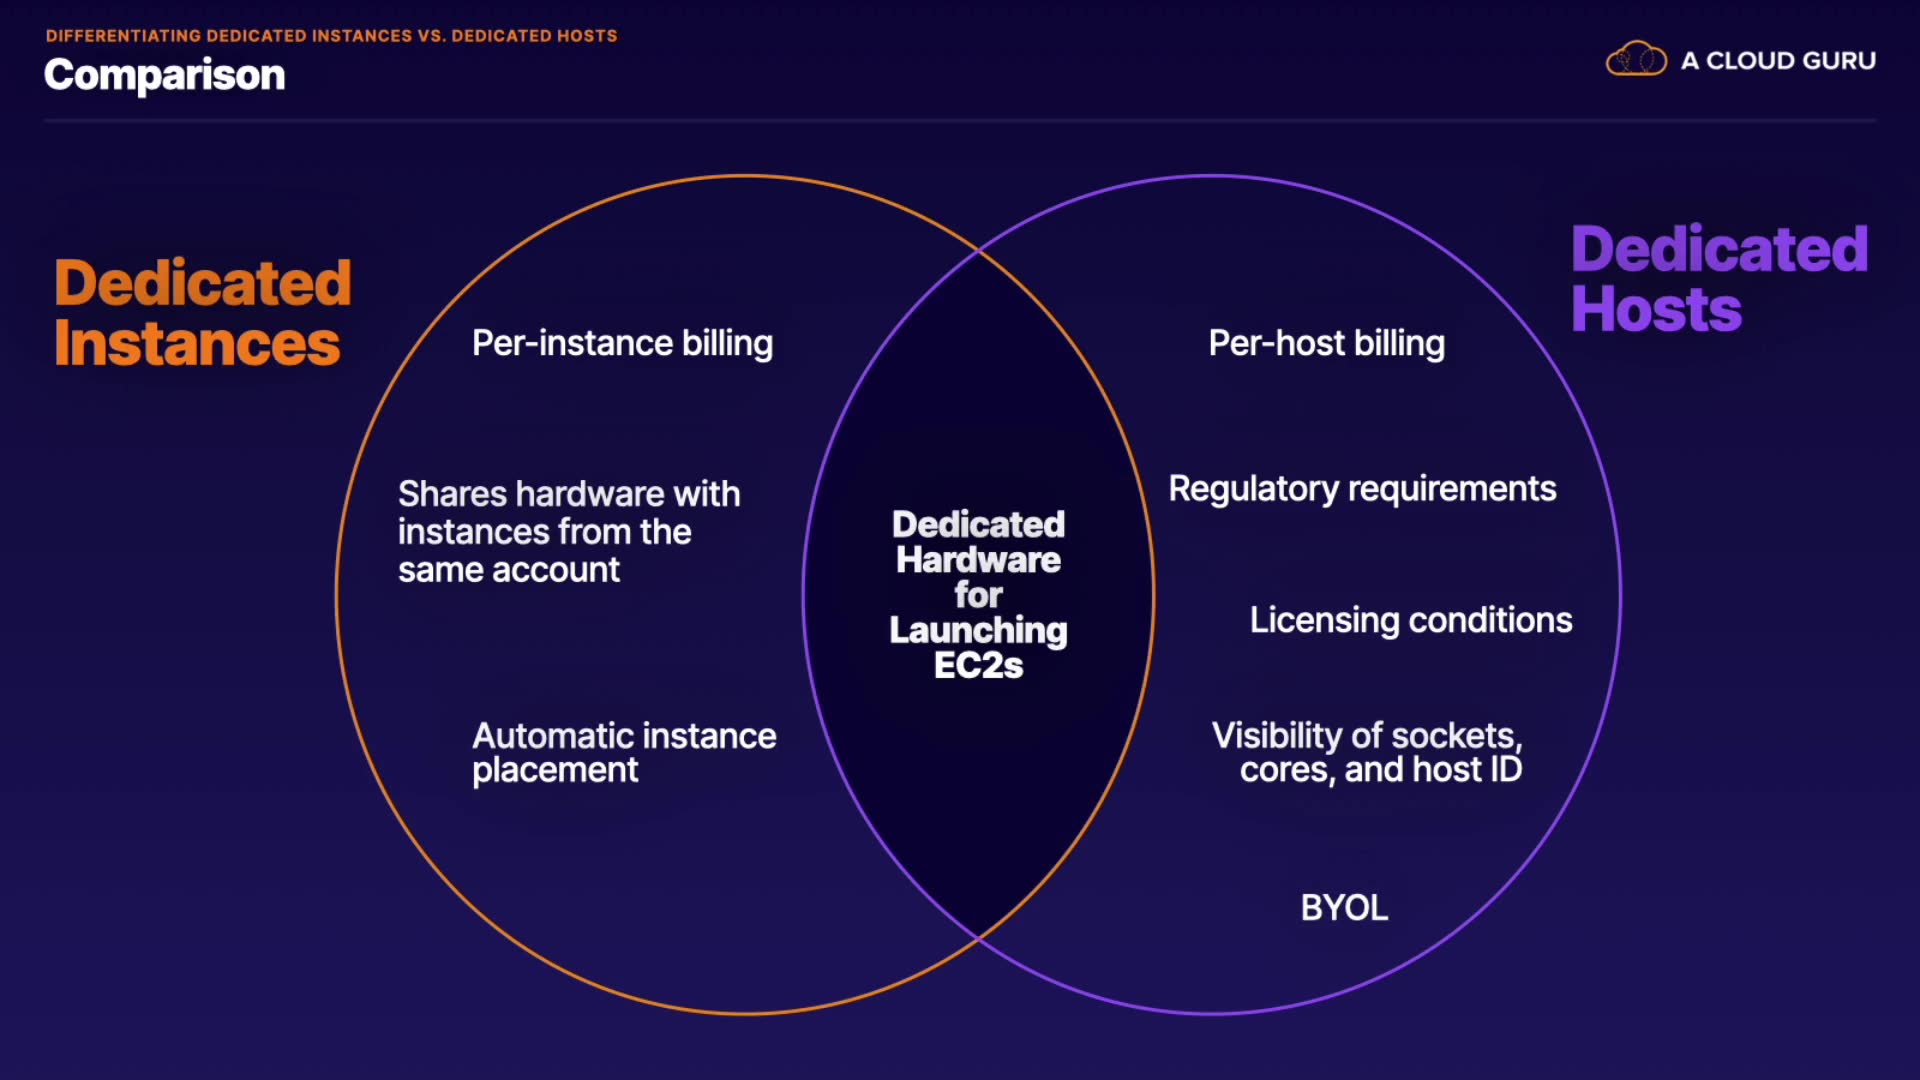 DIFFERENTIATING DEDICATED INSTANCES VS. DEDICATED HOSTS
Comparison
A CLOUD GURU
Dedicated
Instances
Per-instance billing
Shares hardware with
instances from the
same account
Automatic instance
placement
Dedicated
Hardware
for
Launching
EC2s
Dedicated
Hosts
Per-host billing
Regulatory requirements
Licensing conditions
Visibility of sockets,
cores, and host ID
BYOL